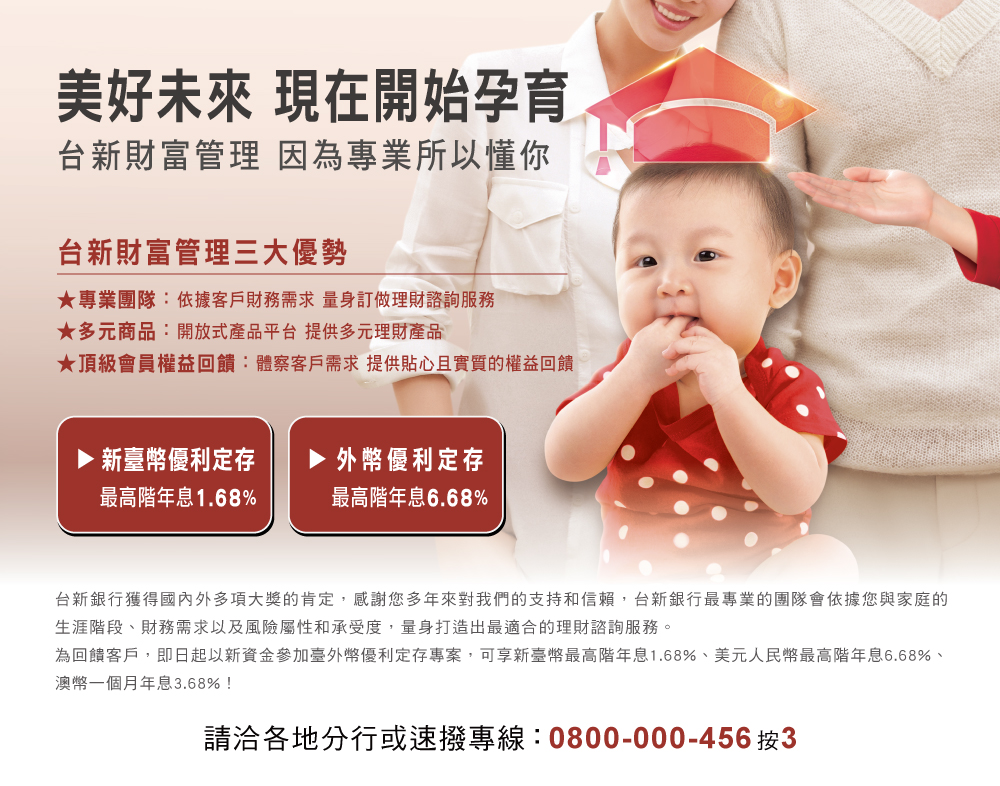 美好未來 現在開始孕育
台新財富管理 因為專業所以懂你
台新財富管理三大優勢
★專業團隊：依據客戶財務需求 量身訂做理財諮詢服務
★多元商品：開放式產品平台 提供多元理財產品
★頂級會員權益回饋：體察客戶需求 提供貼心且實質的權益回饋
▶ 新臺幣優利定存
最高階年息1.68%
▶ 外幣優利定存
最高階年息6.68%
台新銀行獲得國內外多項大獎的肯定，感謝您多年來對我們的支持和信賴，台新銀行最專業的團隊會依據您與家庭的
生涯階段、財務需求以及風險屬性和承受度，量身打造出最適合的理財諮詢服務。
為回饋客戶，即日起以新資金參加臺外幣優利定存專案，可享新臺幣最高階年息1.68%、美元人民幣最高階年息6.68%、
澳幣一個月年息3.68%！
請洽各地分行或速撥專線：0800-000-456 按3